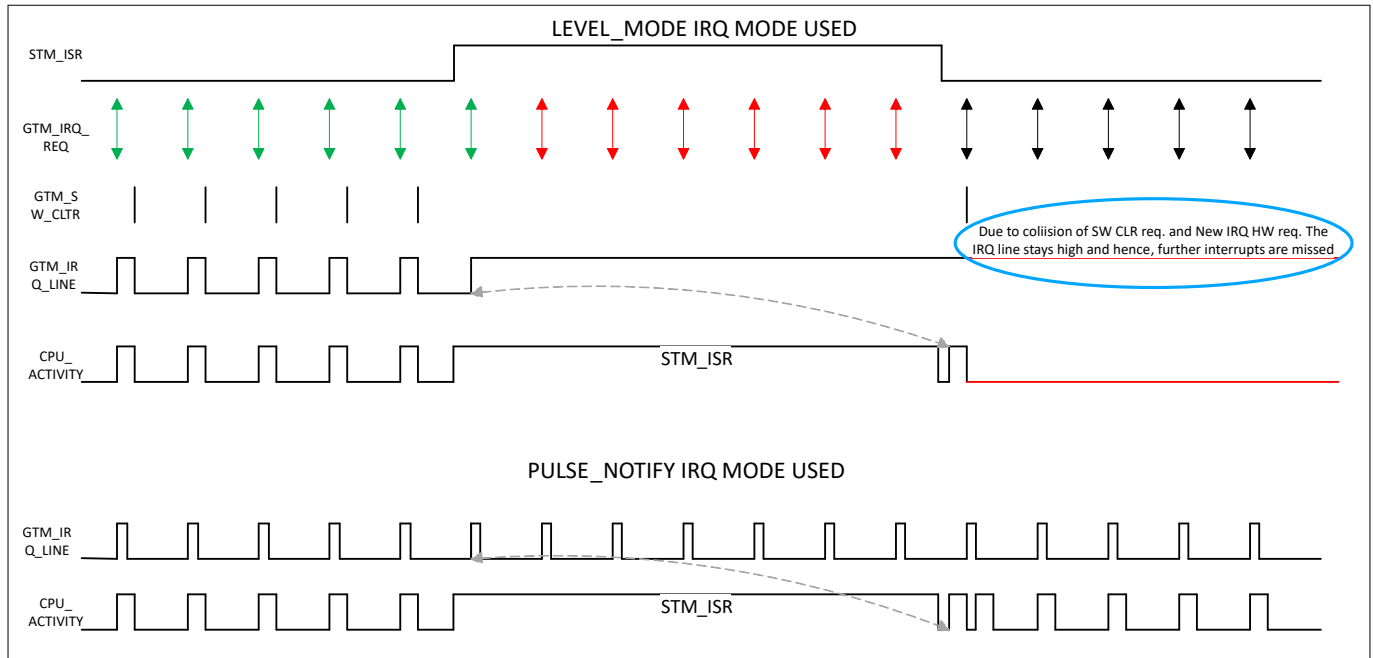 LEVEL_MODE IRQ MODE USED
STM_ISR
GTM_IRQ_
REQ
GTM_S
W_CLTR
Due to coliision of SW CLR req. and New IRQ HW req. The
IRQ line stays high and hence, further interrupts are missed
GTM_IR
Q_LINE
CPU_
ACTIVITY
STM_ISR
PULSE_NOTIFY IRQ MODE USED
GTM_IR
Q_LINE
CPU_
ACTIVITY
STM_ISR